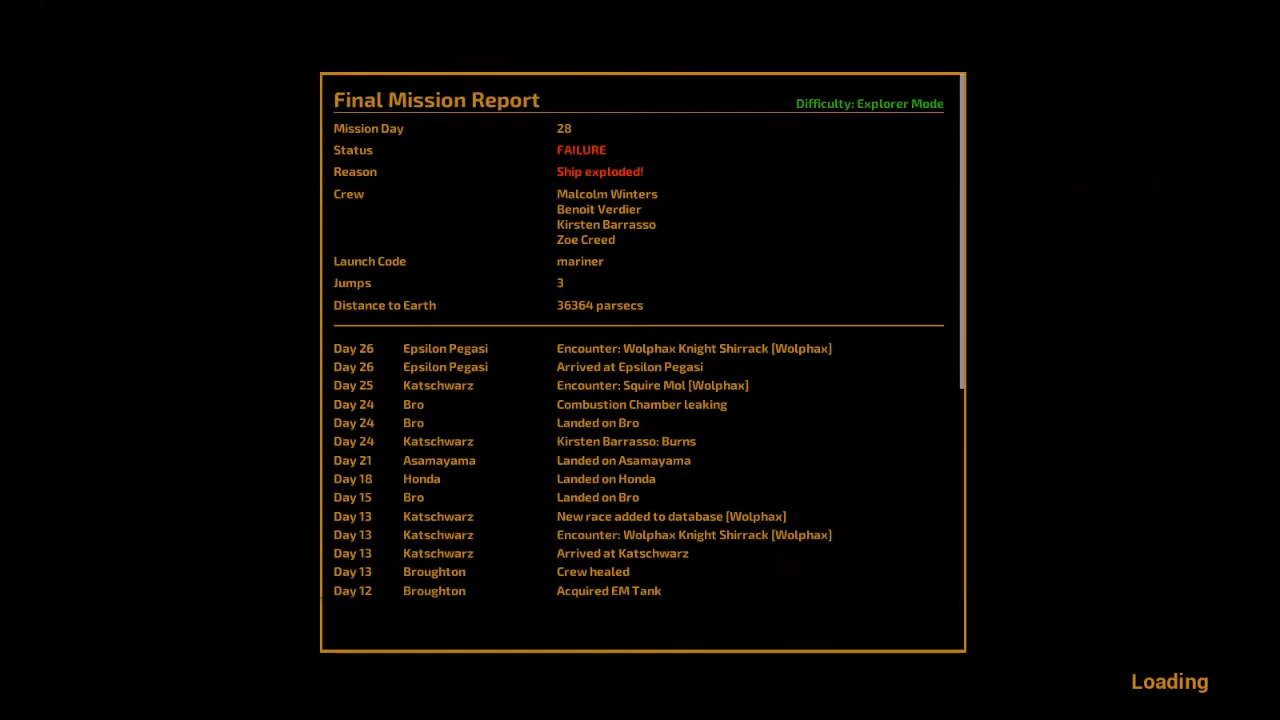 Final Mission Report Difficulty: Explorer Mode
Mission Day 28
Status FAILURE
Reason Ship exploded!
Crew Malcolm Winters
Benoit Verdier
Kirsten Barrasso
Zoe Creed
Launch Code mariner
Jumps 3
Distance to Earth 36364 parsecs
Day 26 Epsilon Pegasi Encounter: Wolphax Knight Shirrack [Wolphax]
Day 26 Epsilon Pegasi Arrived at Epsilon Pegasi
Day 25 Katschwarz Encounter: Squire Mol [Wolphax]
Day 24 Bro Combustion Chamber leaking
Day 24 Bro Landed on Bro
Day 24 Katschwarz Kirsten Barrasso: Burns
Day 21 Asamayama Landed on Asamayama
Day 18 Honda Landed on Honda
Day 15 Bro Landed on Bro
Day 13 Katschwarz New race added to database [Wolphax]
Day 13 Katschwarz Encounter: Wolphax Knight Shirrack [Wolphax]
Day 13 Katschwarz Arrived at Katschwarz
Day 13 Broughton Crew healed
Day 12 Broughton Acquired EM Tank
Loading